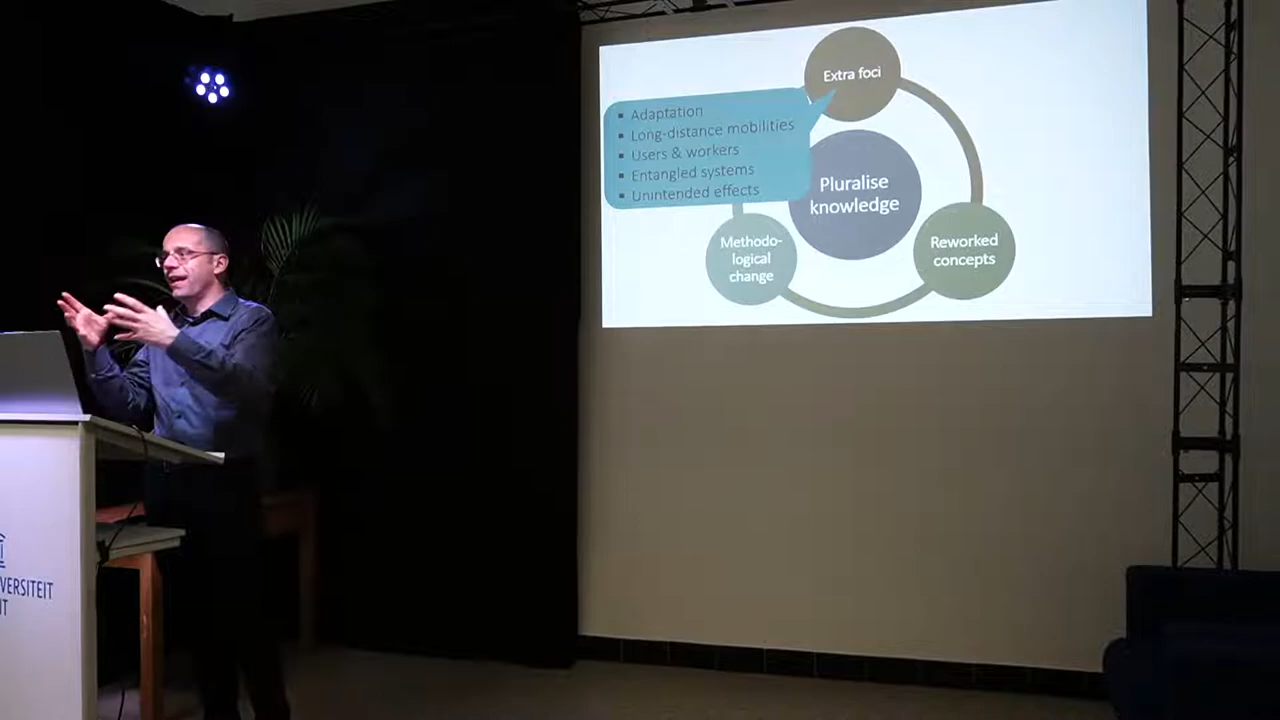 Extra foci
▪ Adaptation
▪ Long-distance mobilities
▪ Users & workers
▪ Entangled systems
▪ Unintended effects
Pluralise
knowledge
Methodo-
logical
change
Reworked
concepts
VERSITEIT